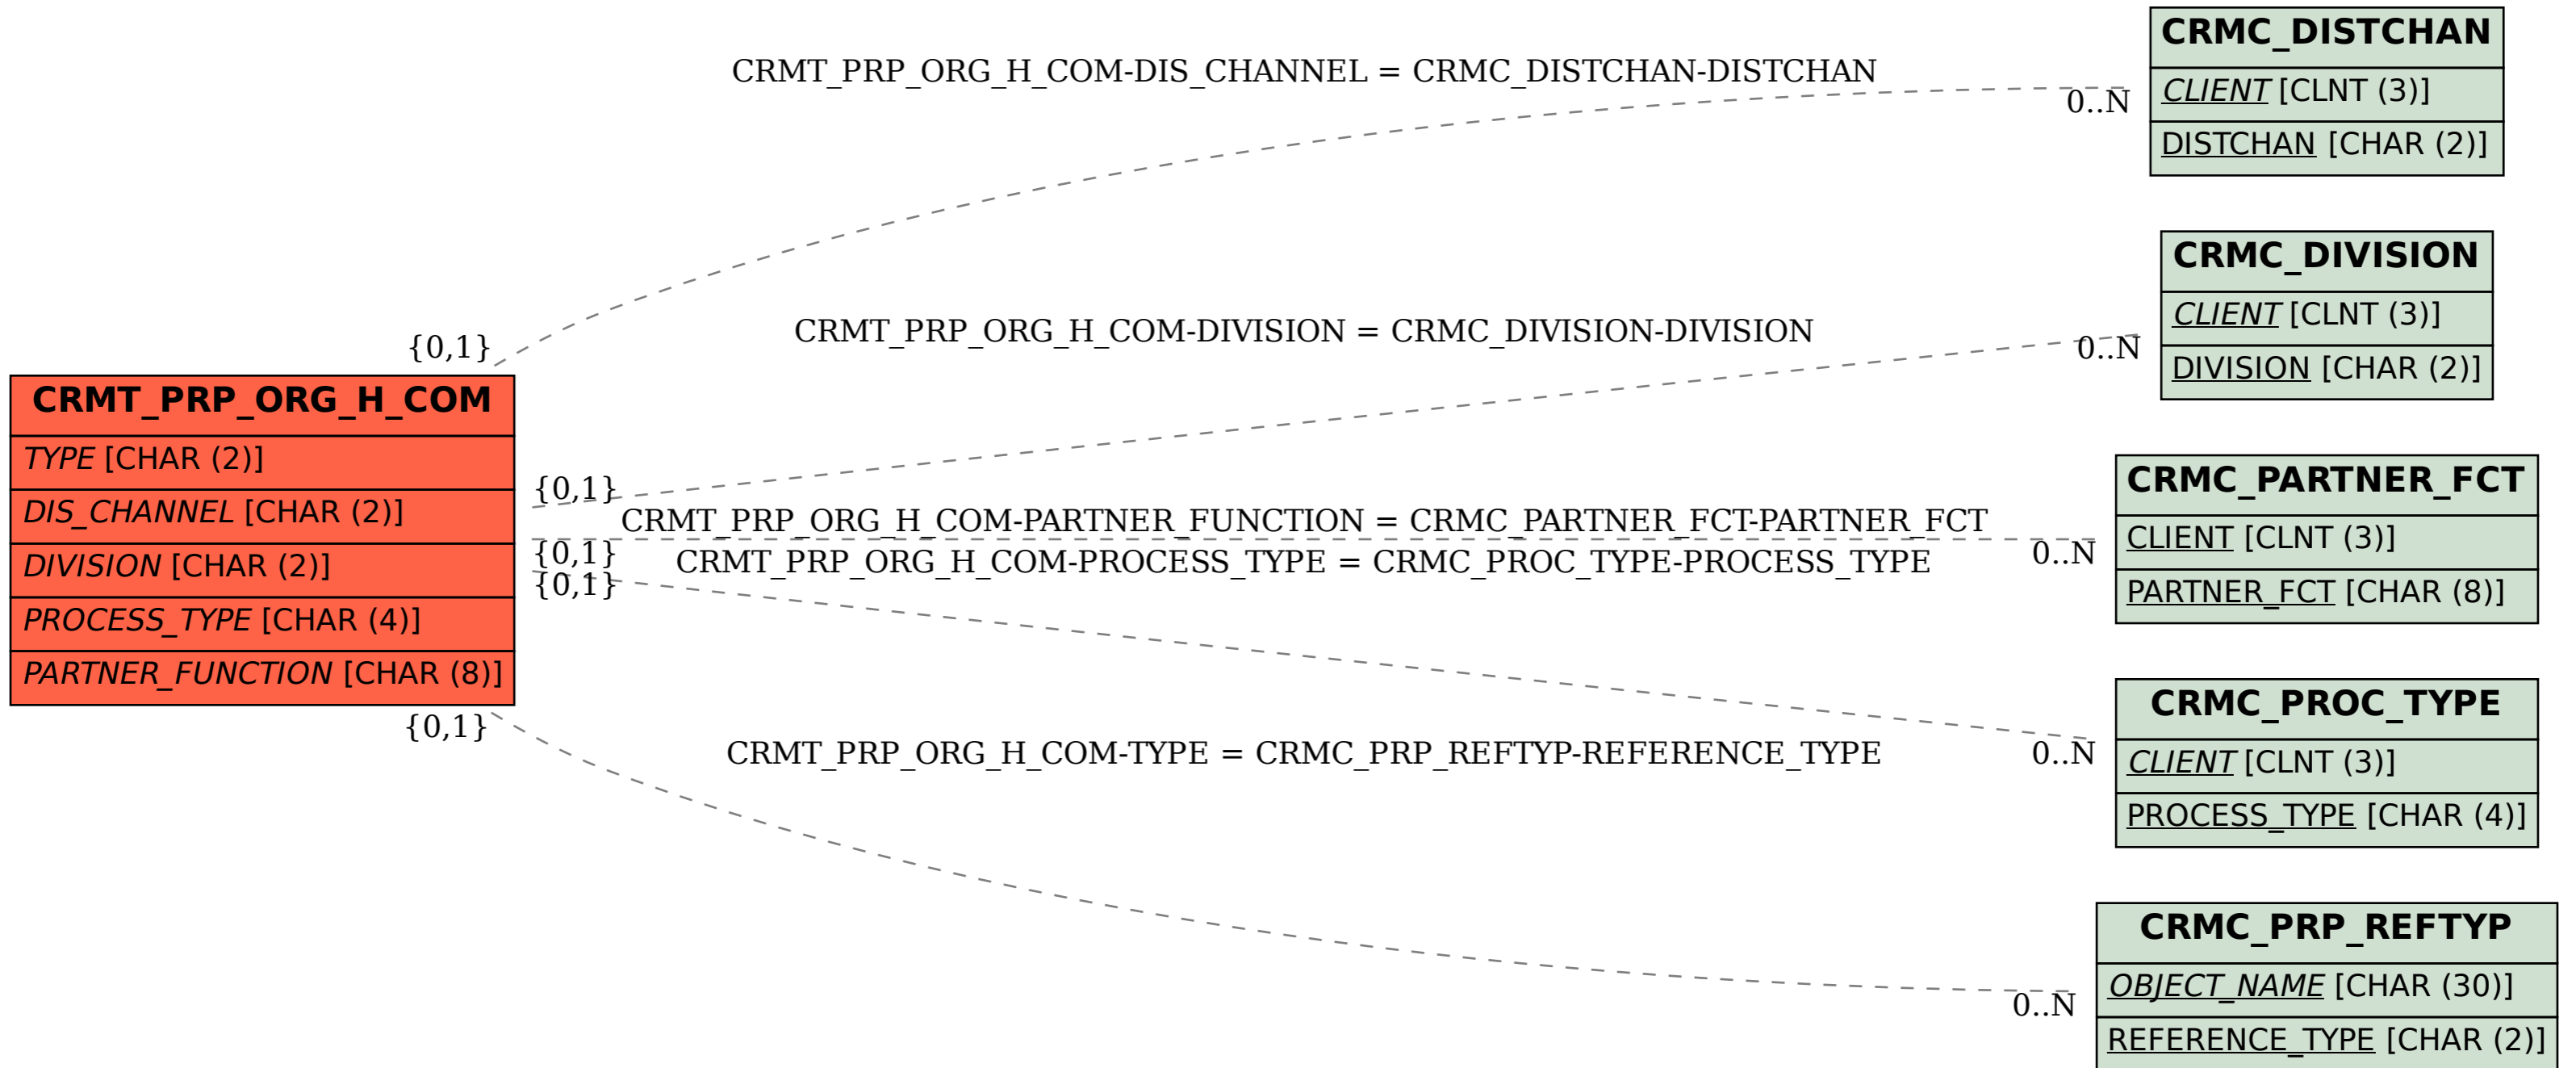 CRMT_PRP_ORG_H_COM
TYPE [CHAR (2)]
DIS_CHANNEL [CHAR (2)]
DIVISION [CHAR (2)]
PROCESS_TYPE [CHAR (4)]
PARTNER_FUNCTION [CHAR (8)]
CRMT_PRP_ORG_H_COM-DIS_CHANNEL = CRMC_DISTCHAN-DISTCHAN
{0,1}
0..N
CRMT_PRP_ORG_H_COM-DIVISION = CRMC_DIVISION-DIVISION
{0,1}
0..N
CRMT_PRP_ORG_H_COM-PARTNER_FUNCTION = CRMC_PARTNER_FCT-PARTNER_FCT
{0,1}
0..N
CRMT_PRP_ORG_H_COM-PROCESS_TYPE = CRMC_PROC_TYPE-PROCESS_TYPE
{0,1}
0..N
CRMT_PRP_ORG_H_COM-TYPE = CRMC_PRP_REFTYP-REFERENCE_TYPE
{0,1}
0..N
CRMC_DISTCHAN
CLIENT [CLNT (3)]
DISTCHAN [CHAR (2)]
CRMC_DIVISION
CLIENT [CLNT (3)]
DIVISION [CHAR (2)]
CRMC_PARTNER_FCT
CLIENT [CLNT (3)]
PARTNER_FCT [CHAR (8)]
CRMC_PROC_TYPE
CLIENT [CLNT (3)]
PROCESS_TYPE [CHAR (4)]
CRMC_PRP_REFTYP
OBJECT_NAME [CHAR (30)]
REFERENCE_TYPE [CHAR (2)]